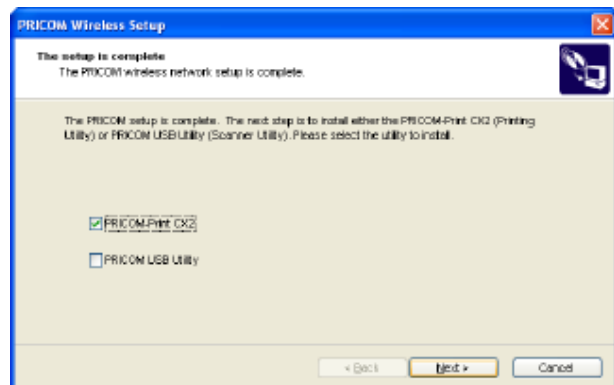 PRICOM Wireless Setup
The setup is complete
The PRICOM wireless network setup is complete.
The PRICOM setup is complete. The next step is to install either the PRICOM-Print CX2 (Printing
Utility) or PRICOM USB Utility (Scanner Utility). Please select the utility to install.
PRICOM-Print CX2
PRICOM USB Utility
< Back
Next >
Cancel